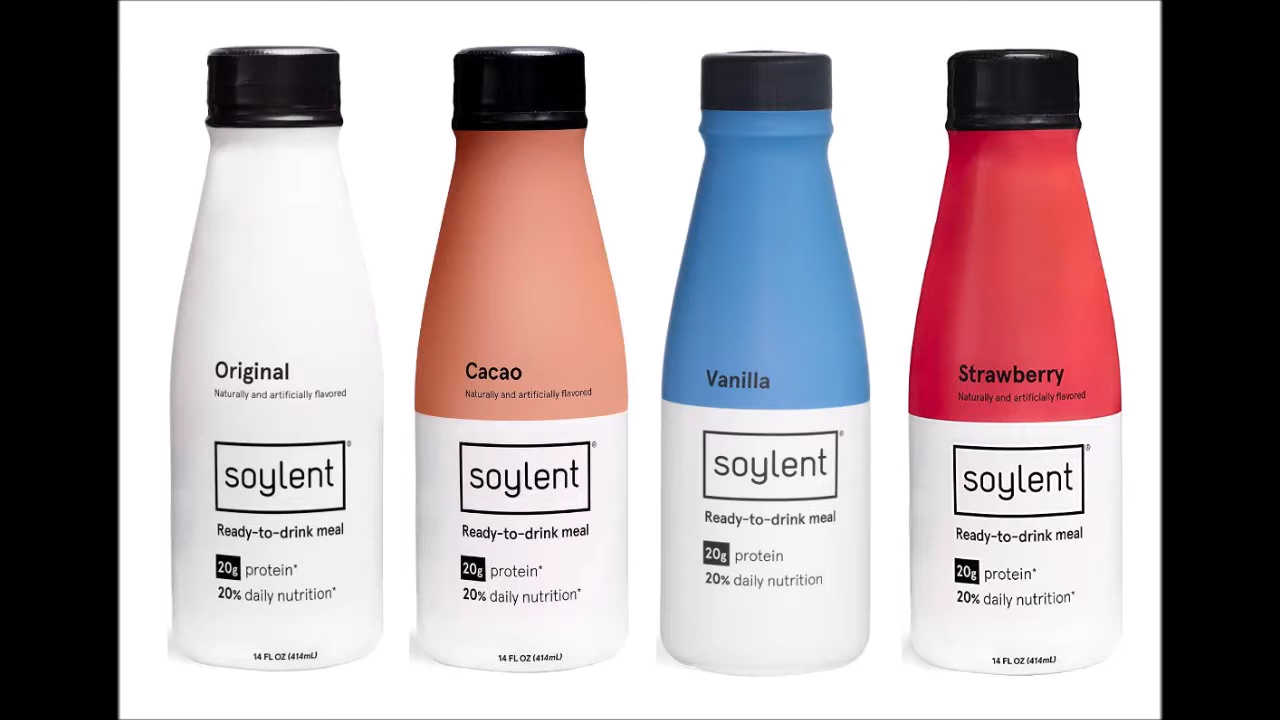 Original
Naturally and artificially flavored
soylent®
Ready-to-drink meal
20g protein*
20% daily nutrition*
14 FL OZ (414mL)
Cacao
Naturally and artificially flavored
soylent®
Ready-to-drink meal
20g protein*
20% daily nutrition*
14 FL OZ (414mL)
Vanilla
soylent®
Ready-to-drink meal
20g protein
20% daily nutrition
Strawberry
Naturally and artificially flavored
soylent®
Ready-to-drink meal
20g protein*
20% daily nutrition*
14 FL OZ (414mL)